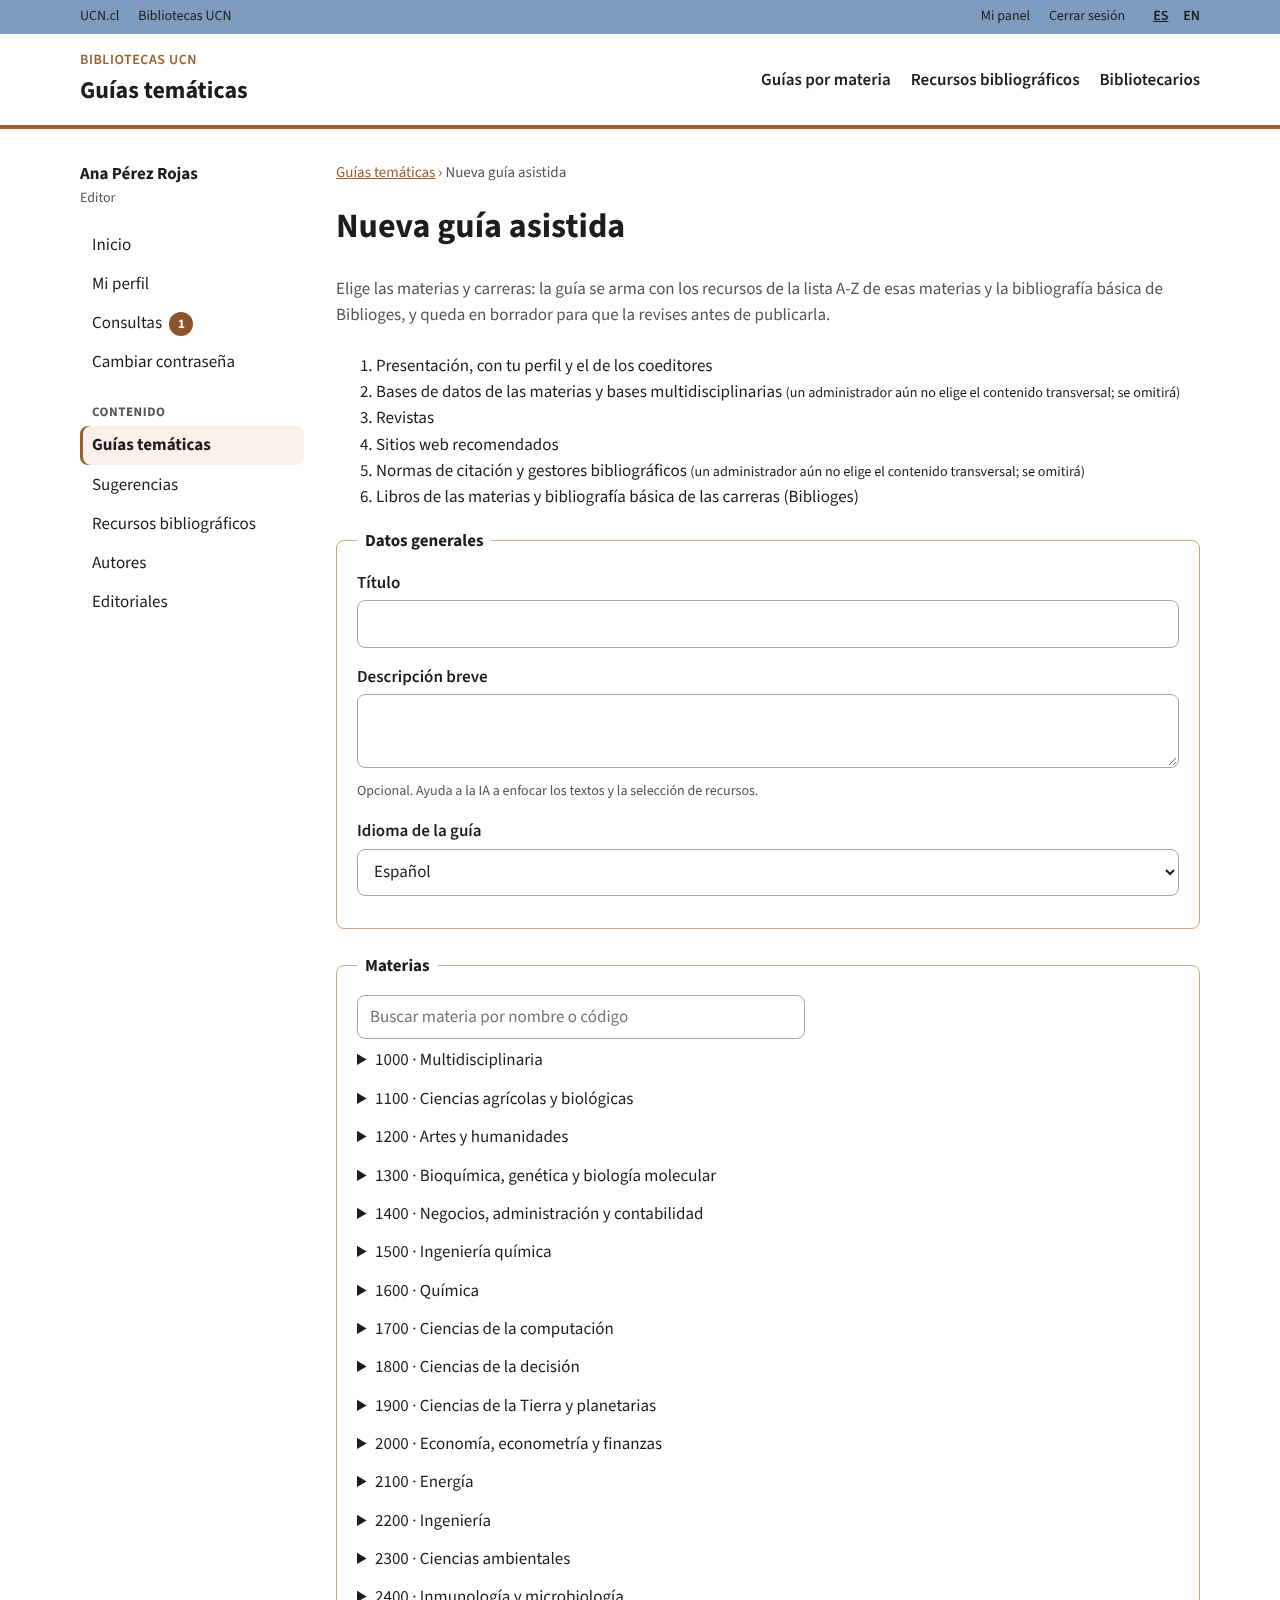 UCN.cl Bibliotecas UCN Mi panel Cerrar sesión ES EN
BIBLIOTECAS UCN
Guías temáticas
Guías por materia Recursos bibliográficos Bibliotecarios
Ana Pérez Rojas
Editor
Inicio
Mi perfil
Consultas 1
Cambiar contraseña
CONTENIDO
Guías temáticas
Sugerencias
Recursos bibliográficos
Autores
Editoriales
Guías temáticas › Nueva guía asistida
Nueva guía asistida
Elige las materias y carreras: la guía se arma con los recursos de la lista A-Z de esas materias y la bibliografía básica de
Biblioges, y queda en borrador para que la revises antes de publicarla.
1. Presentación, con tu perfil y el de los coeditores
2. Bases de datos de las materias y bases multidisciplinarias (un administrador aún no elige el contenido transversal; se omitirá)
3. Revistas
4. Sitios web recomendados
5. Normas de citación y gestores bibliográficos (un administrador aún no elige el contenido transversal; se omitirá)
6. Libros de las materias y bibliografía básica de las carreras (Biblioges)
Datos generales
Título
Descripción breve
Opcional. Ayuda a la IA a enfocar los textos y la selección de recursos.
Idioma de la guía
Español
Materias
Buscar materia por nombre o código
1000 · Multidisciplinaria
1100 · Ciencias agrícolas y biológicas
1200 · Artes y humanidades
1300 · Bioquímica, genética y biología molecular
1400 · Negocios, administración y contabilidad
1500 · Ingeniería química
1600 · Química
1700 · Ciencias de la computación
1800 · Ciencias de la decisión
1900 · Ciencias de la Tierra y planetarias
2000 · Economía, econometría y finanzas
2100 · Energía
2200 · Ingeniería
2300 · Ciencias ambientales
2400 · Inmunología y microbiología